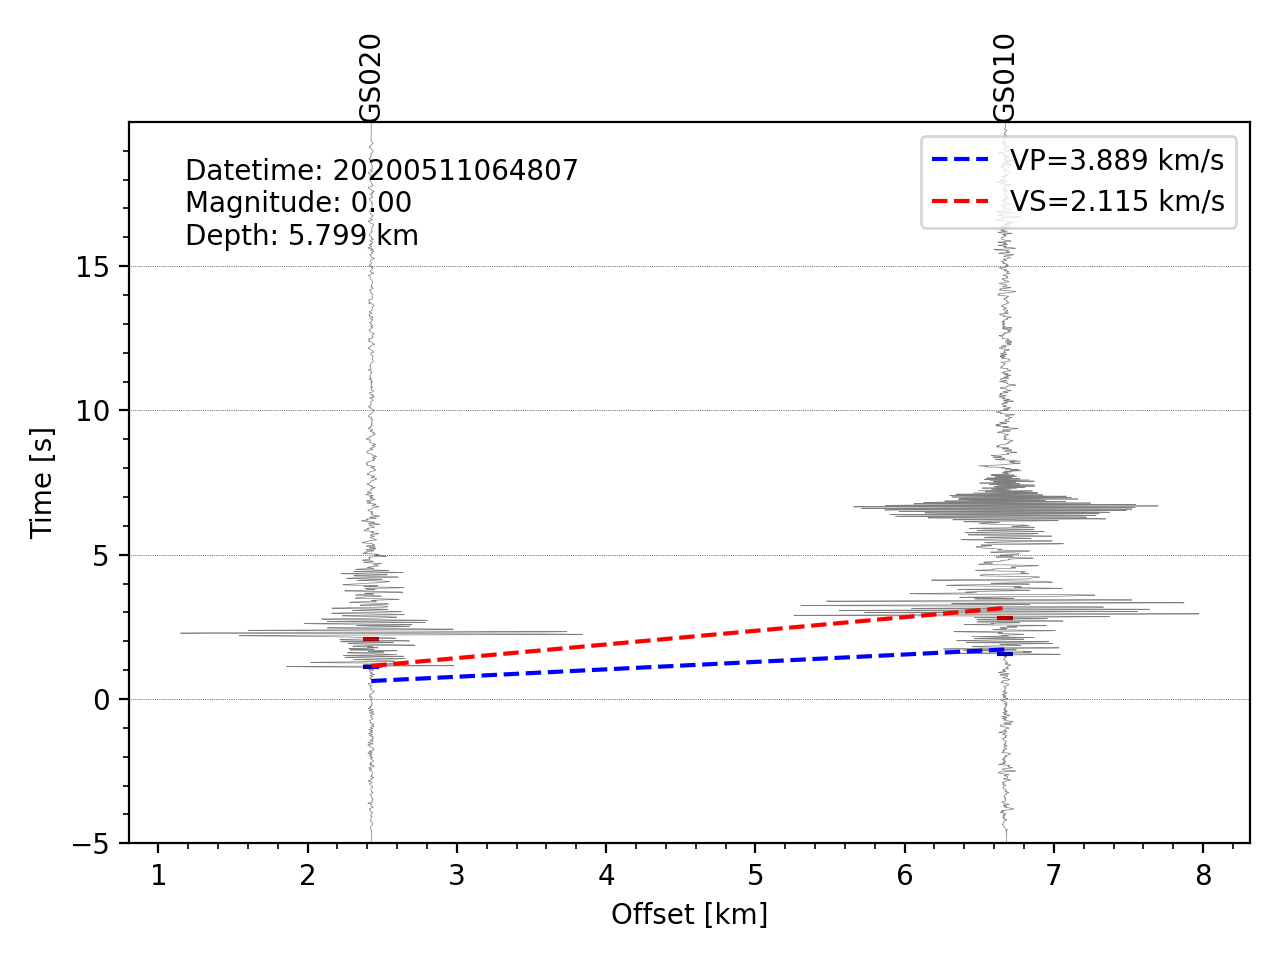 GS020
GS010
Datetime: 20200511064807
Magnitude: 0.00
Depth: 5.799 km
VP=3.889 km/s
VS=2.115 km/s
15
10
5
0
−5
Time [s]
1 2 3 4 5 6 7 8
Offset [km]